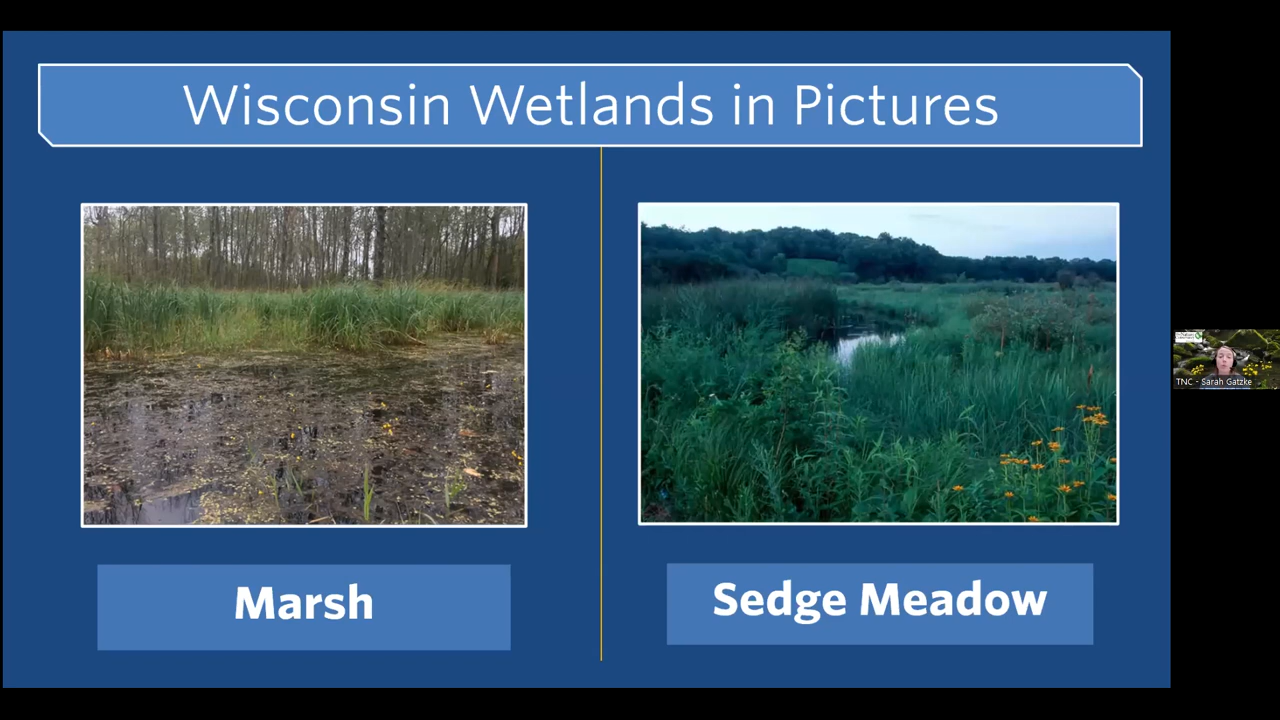 Wisconsin Wetlands in Pictures
Marsh
Sedge Meadow
TNC - Sarah Gatzke